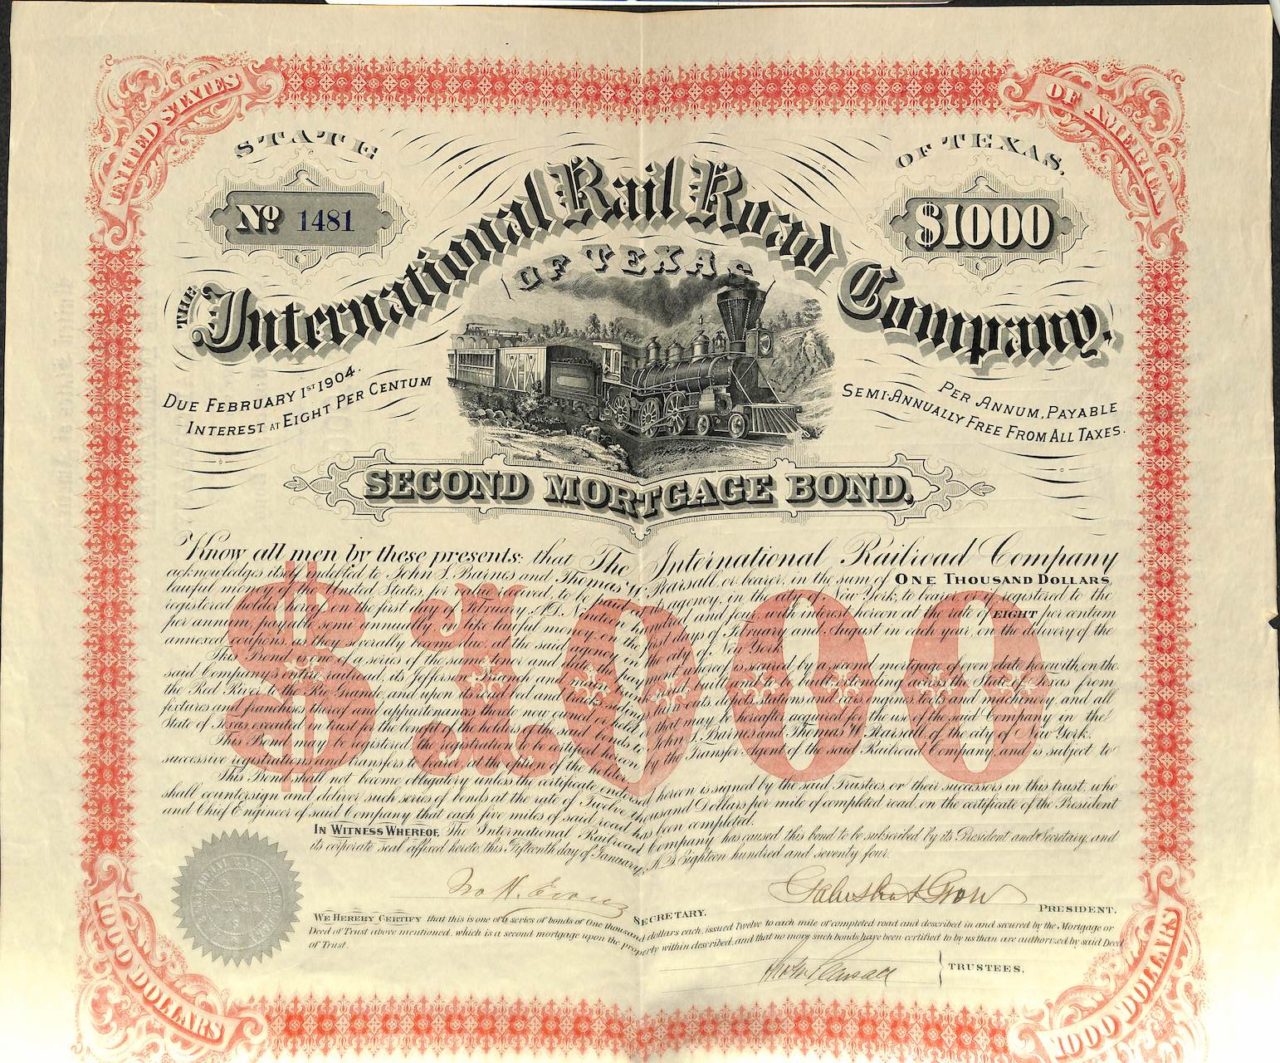 UNITED STATES
OF AMERICA
STATE
OF TEXAS.
No. 1481
$1000
THE International Rail Road Company,
OF TEXAS
DUE FEBRUARY 1ST 1904.
INTEREST AT EIGHT PER CENTUM
PER ANNUM, PAYABLE
SEMI-ANNUALLY FREE FROM ALL TAXES.
SECOND MORTGAGE BOND.
$1000
Know all men by these presents: that The International Railroad Company
acknowledges itself indebted to John S. Barnes and Thomas W. Pearsall, or bearer, in the sum of ONE THOUSAND DOLLARS,
lawful money of the United States for value received, to be paid at its agency, in the city of New York, to bearer or if registered to the
registered holder hereof on the first day of February, A.D. Nineteen hundred and four, with interest hereon at the rate of EIGHT per centum
per annum, payable semi annually in like lawful money, on the first days of February and August in each year, on the delivery of the
annexed coupons, as they severally become due, at the said agency in the city of New York.
This Bond is one of a series of the same tenor and date, the payment whereof is secured by a second mortgage of even date herewith, on the
said Company's entire railroad, its Jefferson Branch and main trunk road, built and to be built extending across the State of Texas from
the Red River to the Rio Grande, and upon its road bed and tracks, sidings, turn outs, depots, stations and cars, engines, tools and machinery, and all
fixtures and franchises thereof and appurtenances thereto now owned or held or that may be hereafter acquired for the use of the said Company in the
State of Texas executed in trust for the benefit of the holders of the said bonds to John S. Barnes and Thomas W. Pearsall of the city of New York.
This Bond may be registered, the registration to be certified hereon by the Transfer Agent of the said Railroad Company, and is subject to
successive registrations and transfers to bearer at the option of the holder.
This Bond shall not become obligatory unless the certificate endorsed hereon is signed by the said Trustees or their successors in this trust, who
shall countersign and deliver such series of bonds at the rate of Twelve thousand Dollars per mile of completed road, on the certificate of the President
and Chief Engineer of said Company that each five miles of said road has been completed.
IN WITNESS WHEREOF, The International Railroad Company has caused this bond to be subscribed by its President and Secretary, and
its corporate seal affixed hereto, this Fifteenth day of January, A.D. Eighteen hundred and seventy four.
SECRETARY.
Galusha A Grow
PRESIDENT.
WE HEREBY CERTIFY that this is one of a series of bonds of One thousand dollars each, issued Twelve to each mile of completed road and described in and secured by the Mortgage or
Deed of Trust above mentioned, which is a second mortgage upon the property within described, and that no more such bonds have been certified to by us than are authorized by said Deed
of Trust.
TRUSTEES.
1000 DOLLARS
1000 DOLLARS